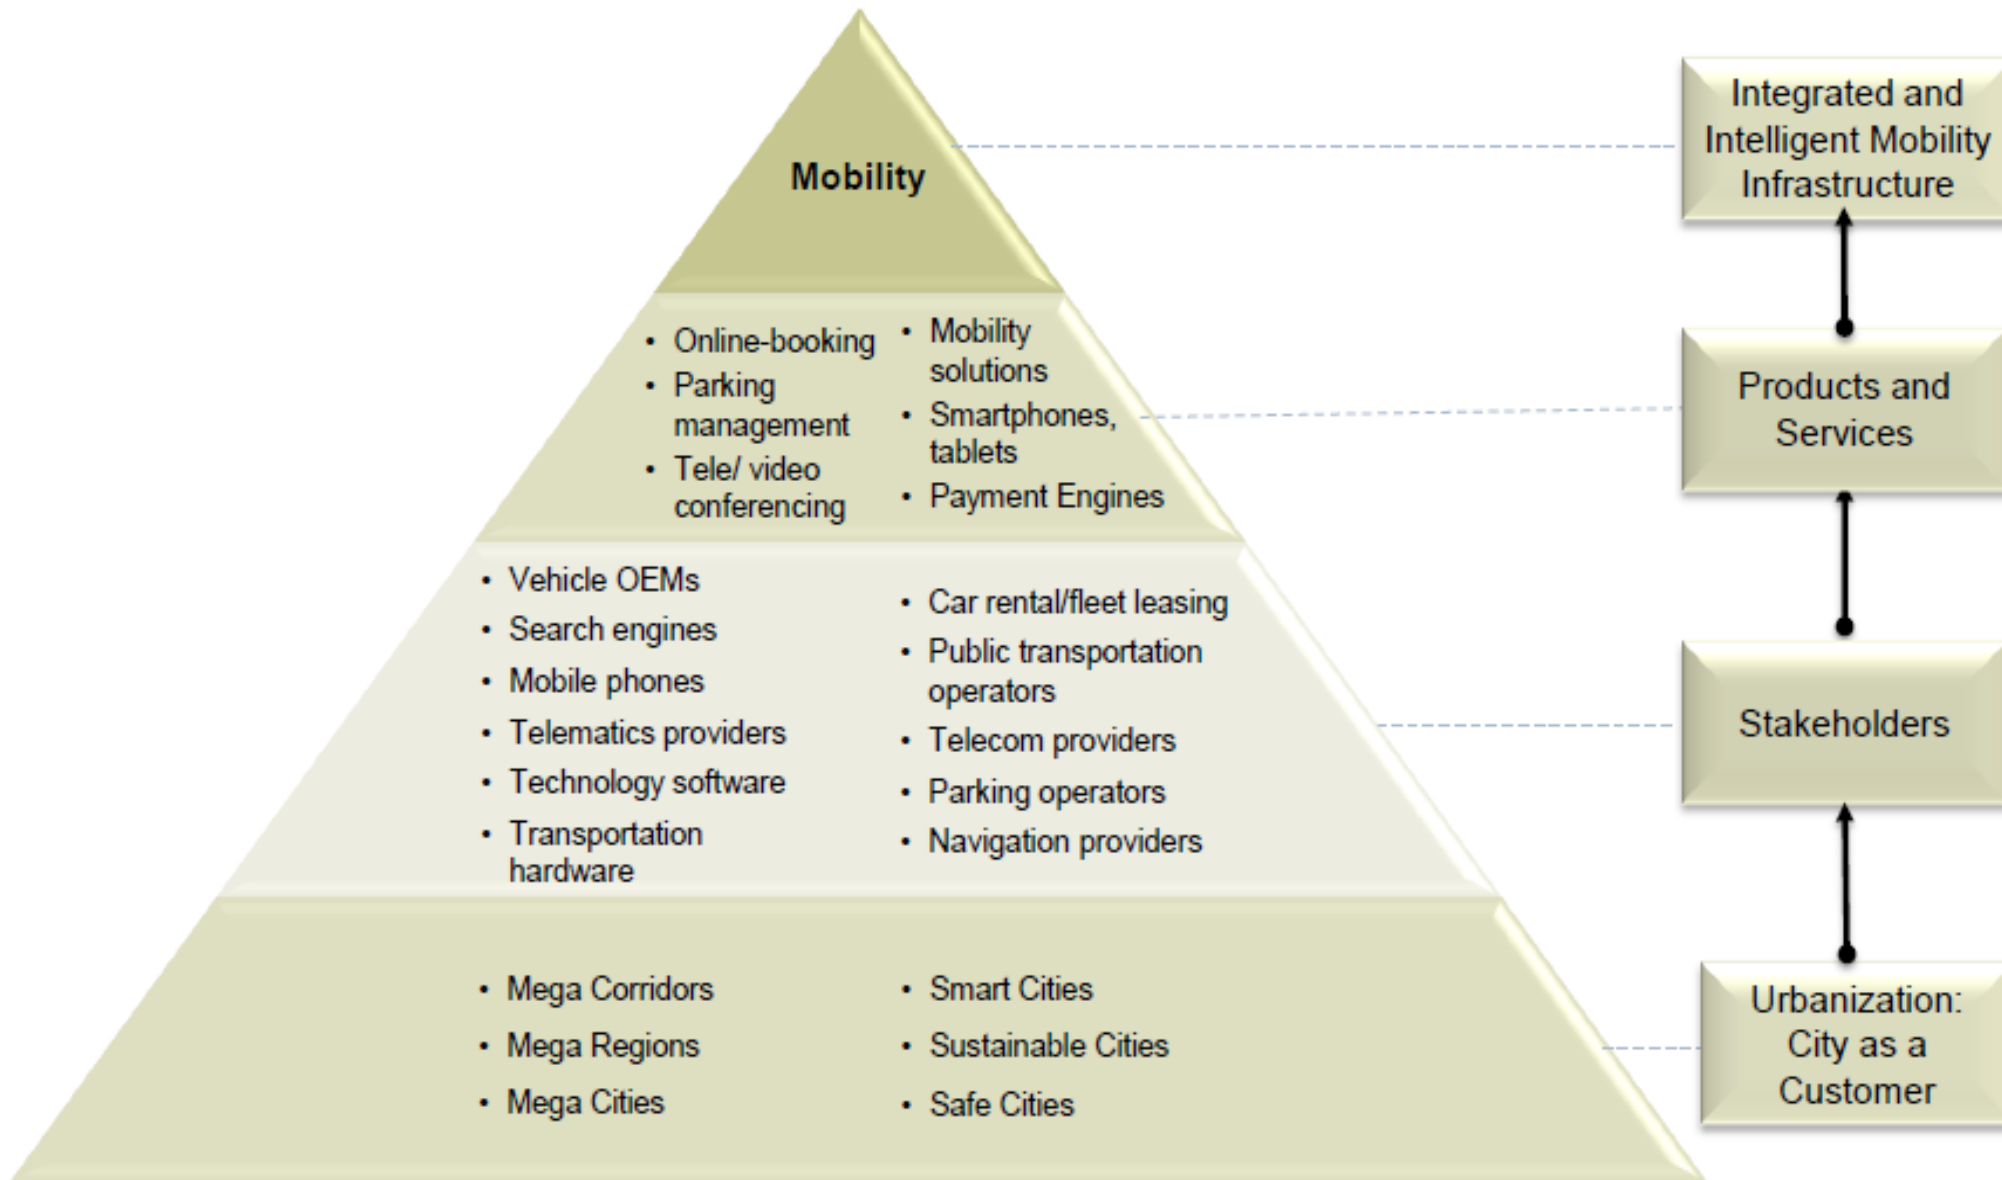 Mobility
Integrated and
Intelligent Mobility
Infrastructure
• Online-booking
• Parking
management
• Tele/ video
conferencing
• Mobility
solutions
• Smartphones,
tablets
• Payment Engines
Products and
Services
• Vehicle OEMs
• Search engines
• Mobile phones
• Telematics providers
• Technology software
• Transportation
hardware
• Car rental/fleet leasing
• Public transportation
operators
• Telecom providers
• Parking operators
• Navigation providers
Stakeholders
• Mega Corridors
• Mega Regions
• Mega Cities
• Smart Cities
• Sustainable Cities
• Safe Cities
Urbanization:
City as a
Customer